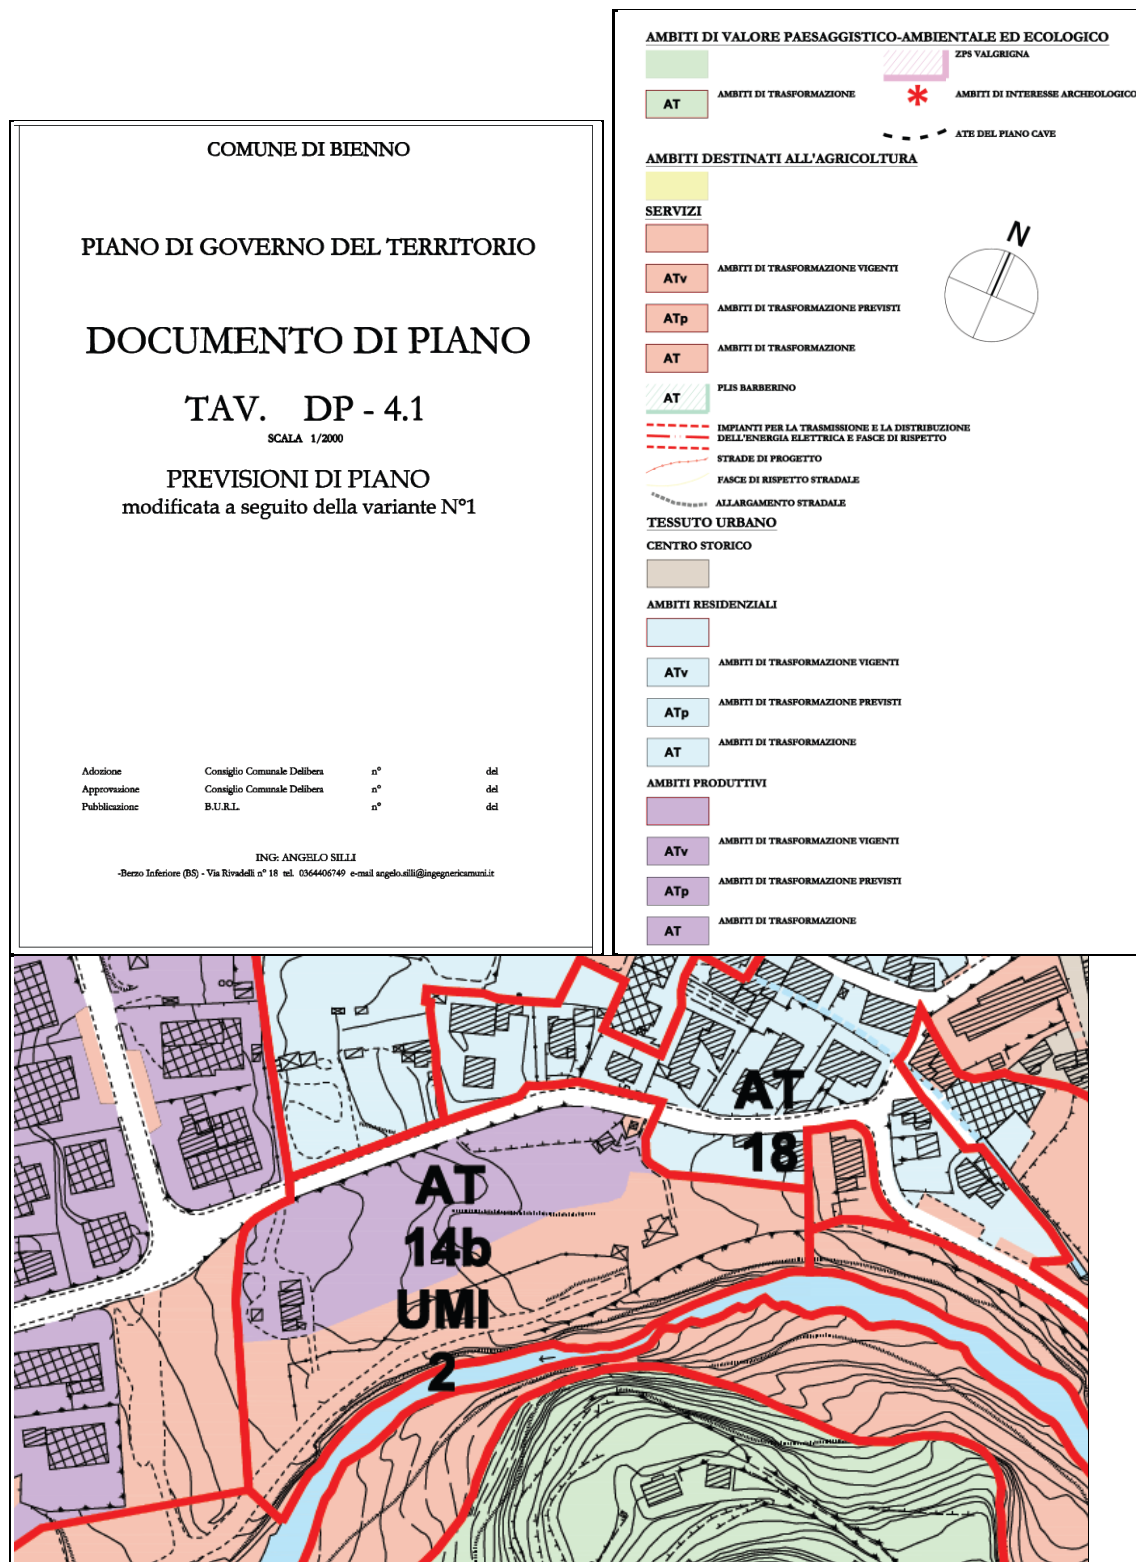 COMUNE DI BIENNO
PIANO DI GOVERNO DEL TERRITORIO
DOCUMENTO DI PIANO
TAV. DP - 4.1
SCALA 1/2000
PREVISIONI DI PIANO
modificata a seguito della variante N°1
Adozione Consiglio Comunale Delibera n° del
Approvazione Consiglio Comunale Delibera n° del
Pubblicazione B.U.R.L. n° del
ING: ANGELO SILLI
-Berzo Inferiore (BS) - Via Rivadelli n° 18 tel. 0364406749 e-mail angelo.silli@ingegnericamuni.it
AMBITI DI VALORE PAESAGGISTICO-AMBIENTALE ED ECOLOGICO
ZPS VALGRIGNA
AT AMBITI DI TRASFORMAZIONE
AMBITI DI INTERESSE ARCHEOLOGICO
ATE DEL PIANO CAVE
AMBITI DESTINATI ALL'AGRICOLTURA
SERVIZI
N
ATv AMBITI DI TRASFORMAZIONE VIGENTI
ATp AMBITI DI TRASFORMAZIONE PREVISTI
AT AMBITI DI TRASFORMAZIONE
AT PLIS BARBERINO
IMPIANTI PER LA TRASMISSIONE E LA DISTRIBUZIONE
DELL'ENERGIA ELETTRICA E FASCE DI RISPETTO
STRADE DI PROGETTO
FASCE DI RISPETTO STRADALE
ALLARGAMENTO STRADALE
TESSUTO URBANO
CENTRO STORICO
AMBITI RESIDENZIALI
ATv AMBITI DI TRASFORMAZIONE VIGENTI
ATp AMBITI DI TRASFORMAZIONE PREVISTI
AT AMBITI DI TRASFORMAZIONE
AMBITI PRODUTTIVI
ATv AMBITI DI TRASFORMAZIONE VIGENTI
ATp AMBITI DI TRASFORMAZIONE PREVISTI
AT AMBITI DI TRASFORMAZIONE
AT
18
AT
14b
UMI
2